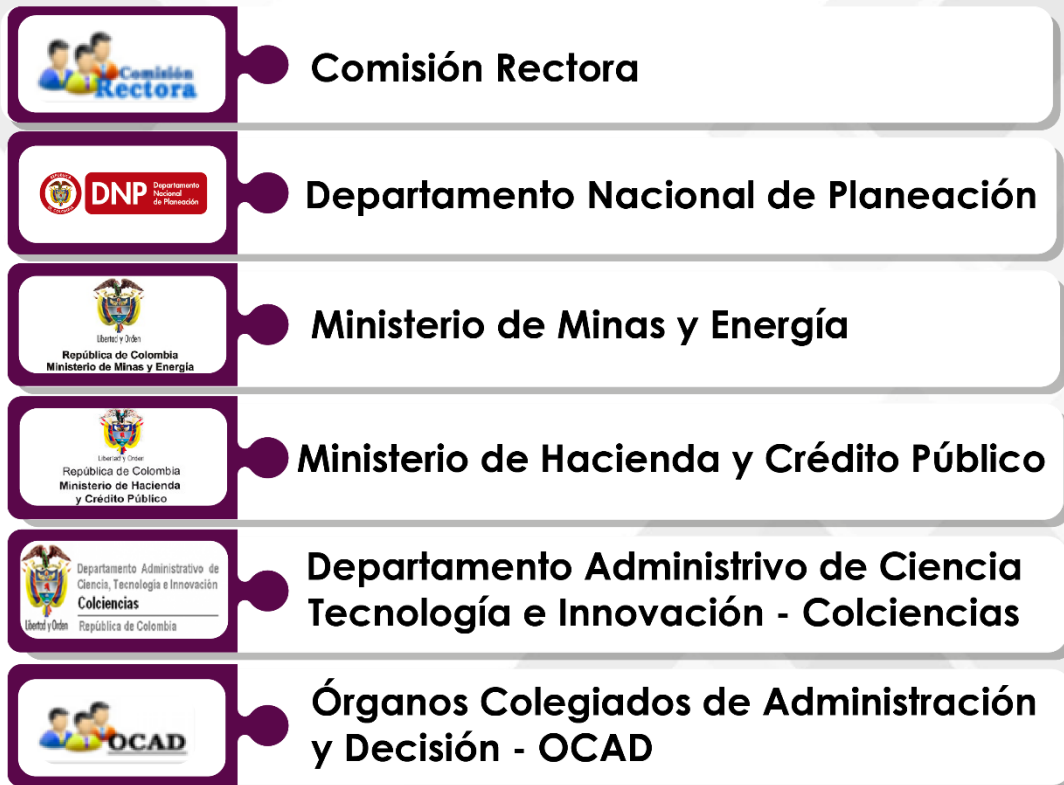 Comisión
Rectora
Comisión Rectora
REPÚBLICA
DE COLOMBIA
DNP
Departamento
Nacional
de Planeación
Departamento Nacional de Planeación
Libertad y Orden
República de Colombia
Ministerio de Minas y Energía
Ministerio de Minas y Energía
Libertad y Orden
República de Colombia
Ministerio de Hacienda
y Crédito Público
Ministerio de Hacienda y Crédito Público
Departamento Administrativo de
Ciencia, Tecnología e Innovación
Colciencias
Libertad y Orden
República de Colombia
Departamento Administrivo de Ciencia
Tecnología e Innovación - Colciencias
OCAD
Órganos Colegiados de Administración
y Decisión - OCAD